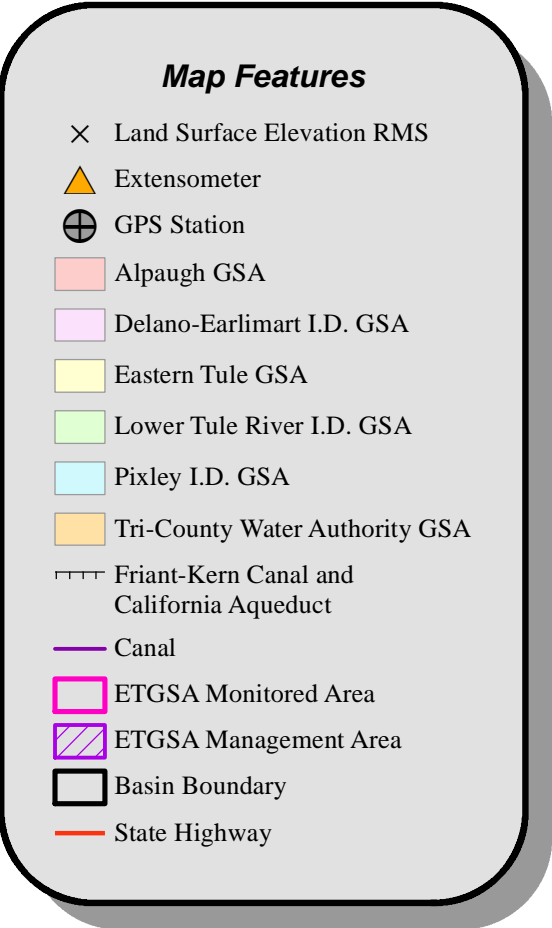 Map Features
Land Surface Elevation RMS
Extensometer
GPS Station
Alpaugh GSA
Delano-Earlimart I.D. GSA
Eastern Tule GSA
Lower Tule River I.D. GSA
Pixley I.D. GSA
Tri-County Water Authority GSA
Friant-Kern Canal and
California Aqueduct
Canal
ETGSA Monitored Area
ETGSA Management Area
Basin Boundary
State Highway